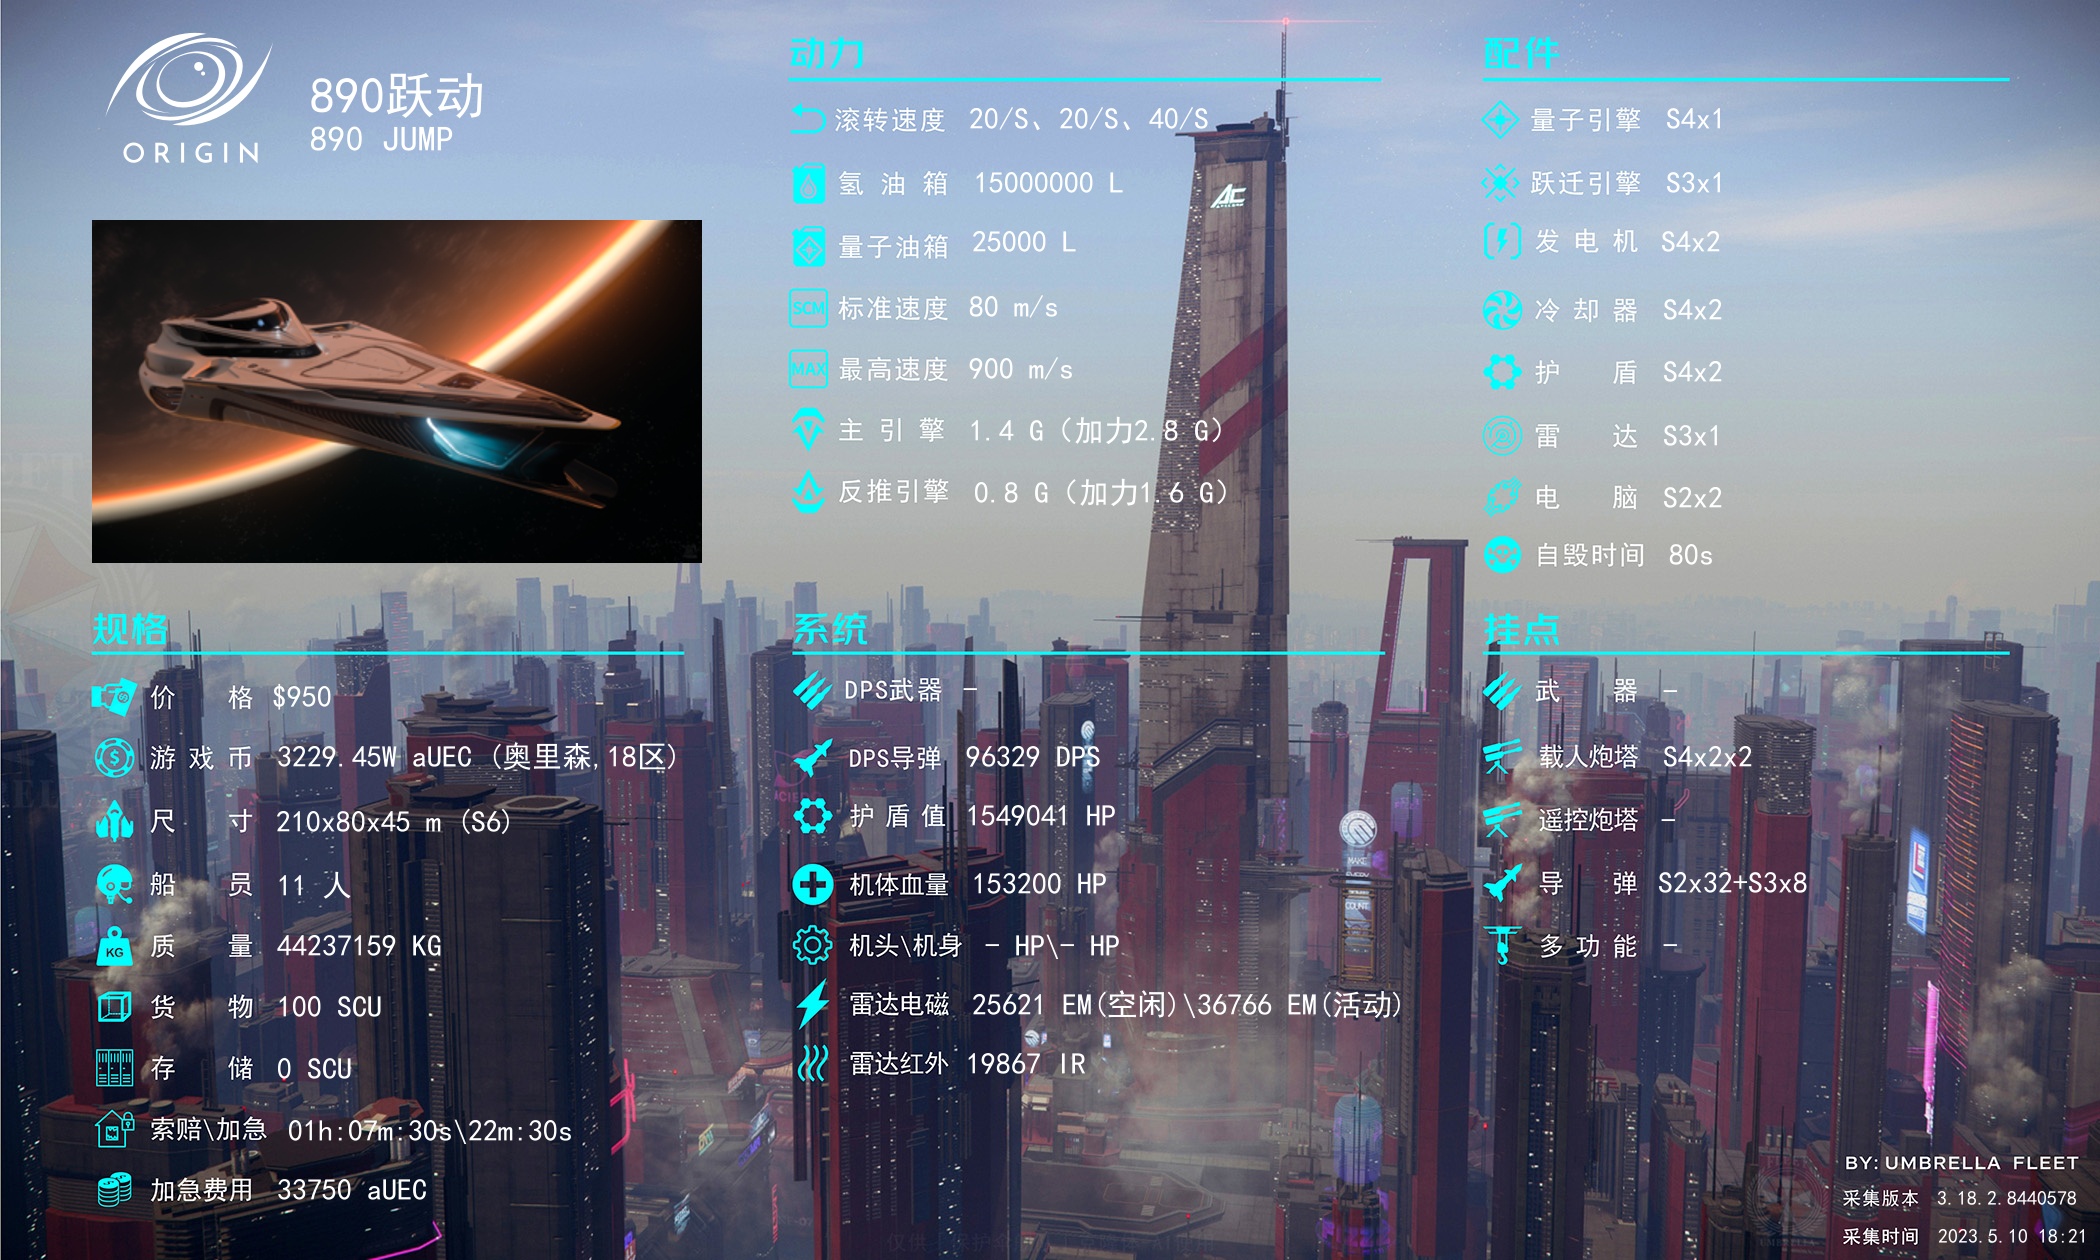 ORIGIN
890跃动
890 JUMP
动力
滚转速度 20/S、20/S、40/S
氢油箱 15000000 L
量子油箱 25000 L
SCM 标准速度 80 m/s
MAX 最高速度 900 m/s
主引擎 1.4 G（加力2.8 G）
反推引擎 0.8 G（加力1.6 G）
配件
量子引擎 S4x1
跃迁引擎 S3x1
发电机 S4x2
冷却器 S4x2
护盾 S4x2
雷达 S3x1
电脑 S2x2
自毁时间 80s
AC
规格
价格 $950
游戏币 3229.45W aUEC (奥里森,18区)
尺寸 210x80x45 m (S6)
船员 11 人
KG 质量 44237159 KG
货物 100 SCU
存储 0 SCU
索赔\加急 01h:07m:30s\22m:30s
加急费用 33750 aUEC
系统
DPS武器 -
DPS导弹 96329 DPS
护盾值 1549041 HP
机体血量 153200 HP
机头\机身 - HP\- HP
雷达电磁 25621 EM(空闲)\36766 EM(活动)
雷达红外 19867 IR
挂点
武器 -
载人炮塔 S4x2x2
遥控炮塔 -
导弹 S2x32+S3x8
多功能 -
MAKE
EVERY
COUNT
BY: UMBRELLA FLEET
采集版本 3.18.2.8440578
采集时间 2023.5.10 18:21